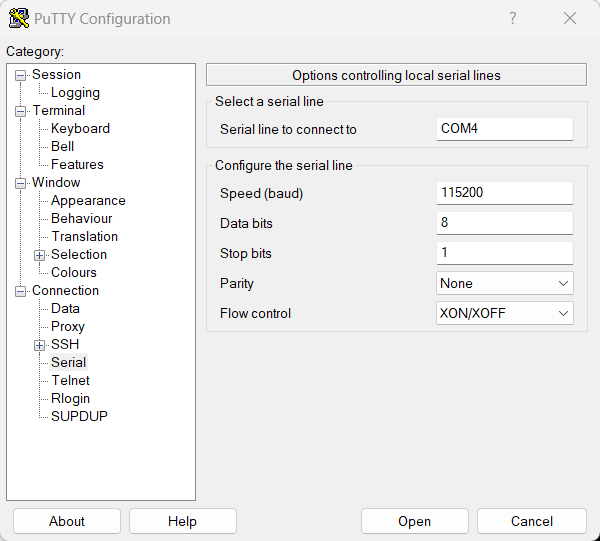 PuTTY Configuration
?
Category:
Session
Logging
Terminal
Keyboard
Bell
Features
Window
Appearance
Behaviour
Translation
Selection
Colours
Connection
Data
Proxy
SSH
Serial
Telnet
Rlogin
SUPDUP
Options controlling local serial lines
Select a serial line
Serial line to connect to COM4
Configure the serial line
Speed (baud) 115200
Data bits 8
Stop bits 1
Parity None
Flow control XON/XOFF
About Help Open Cancel